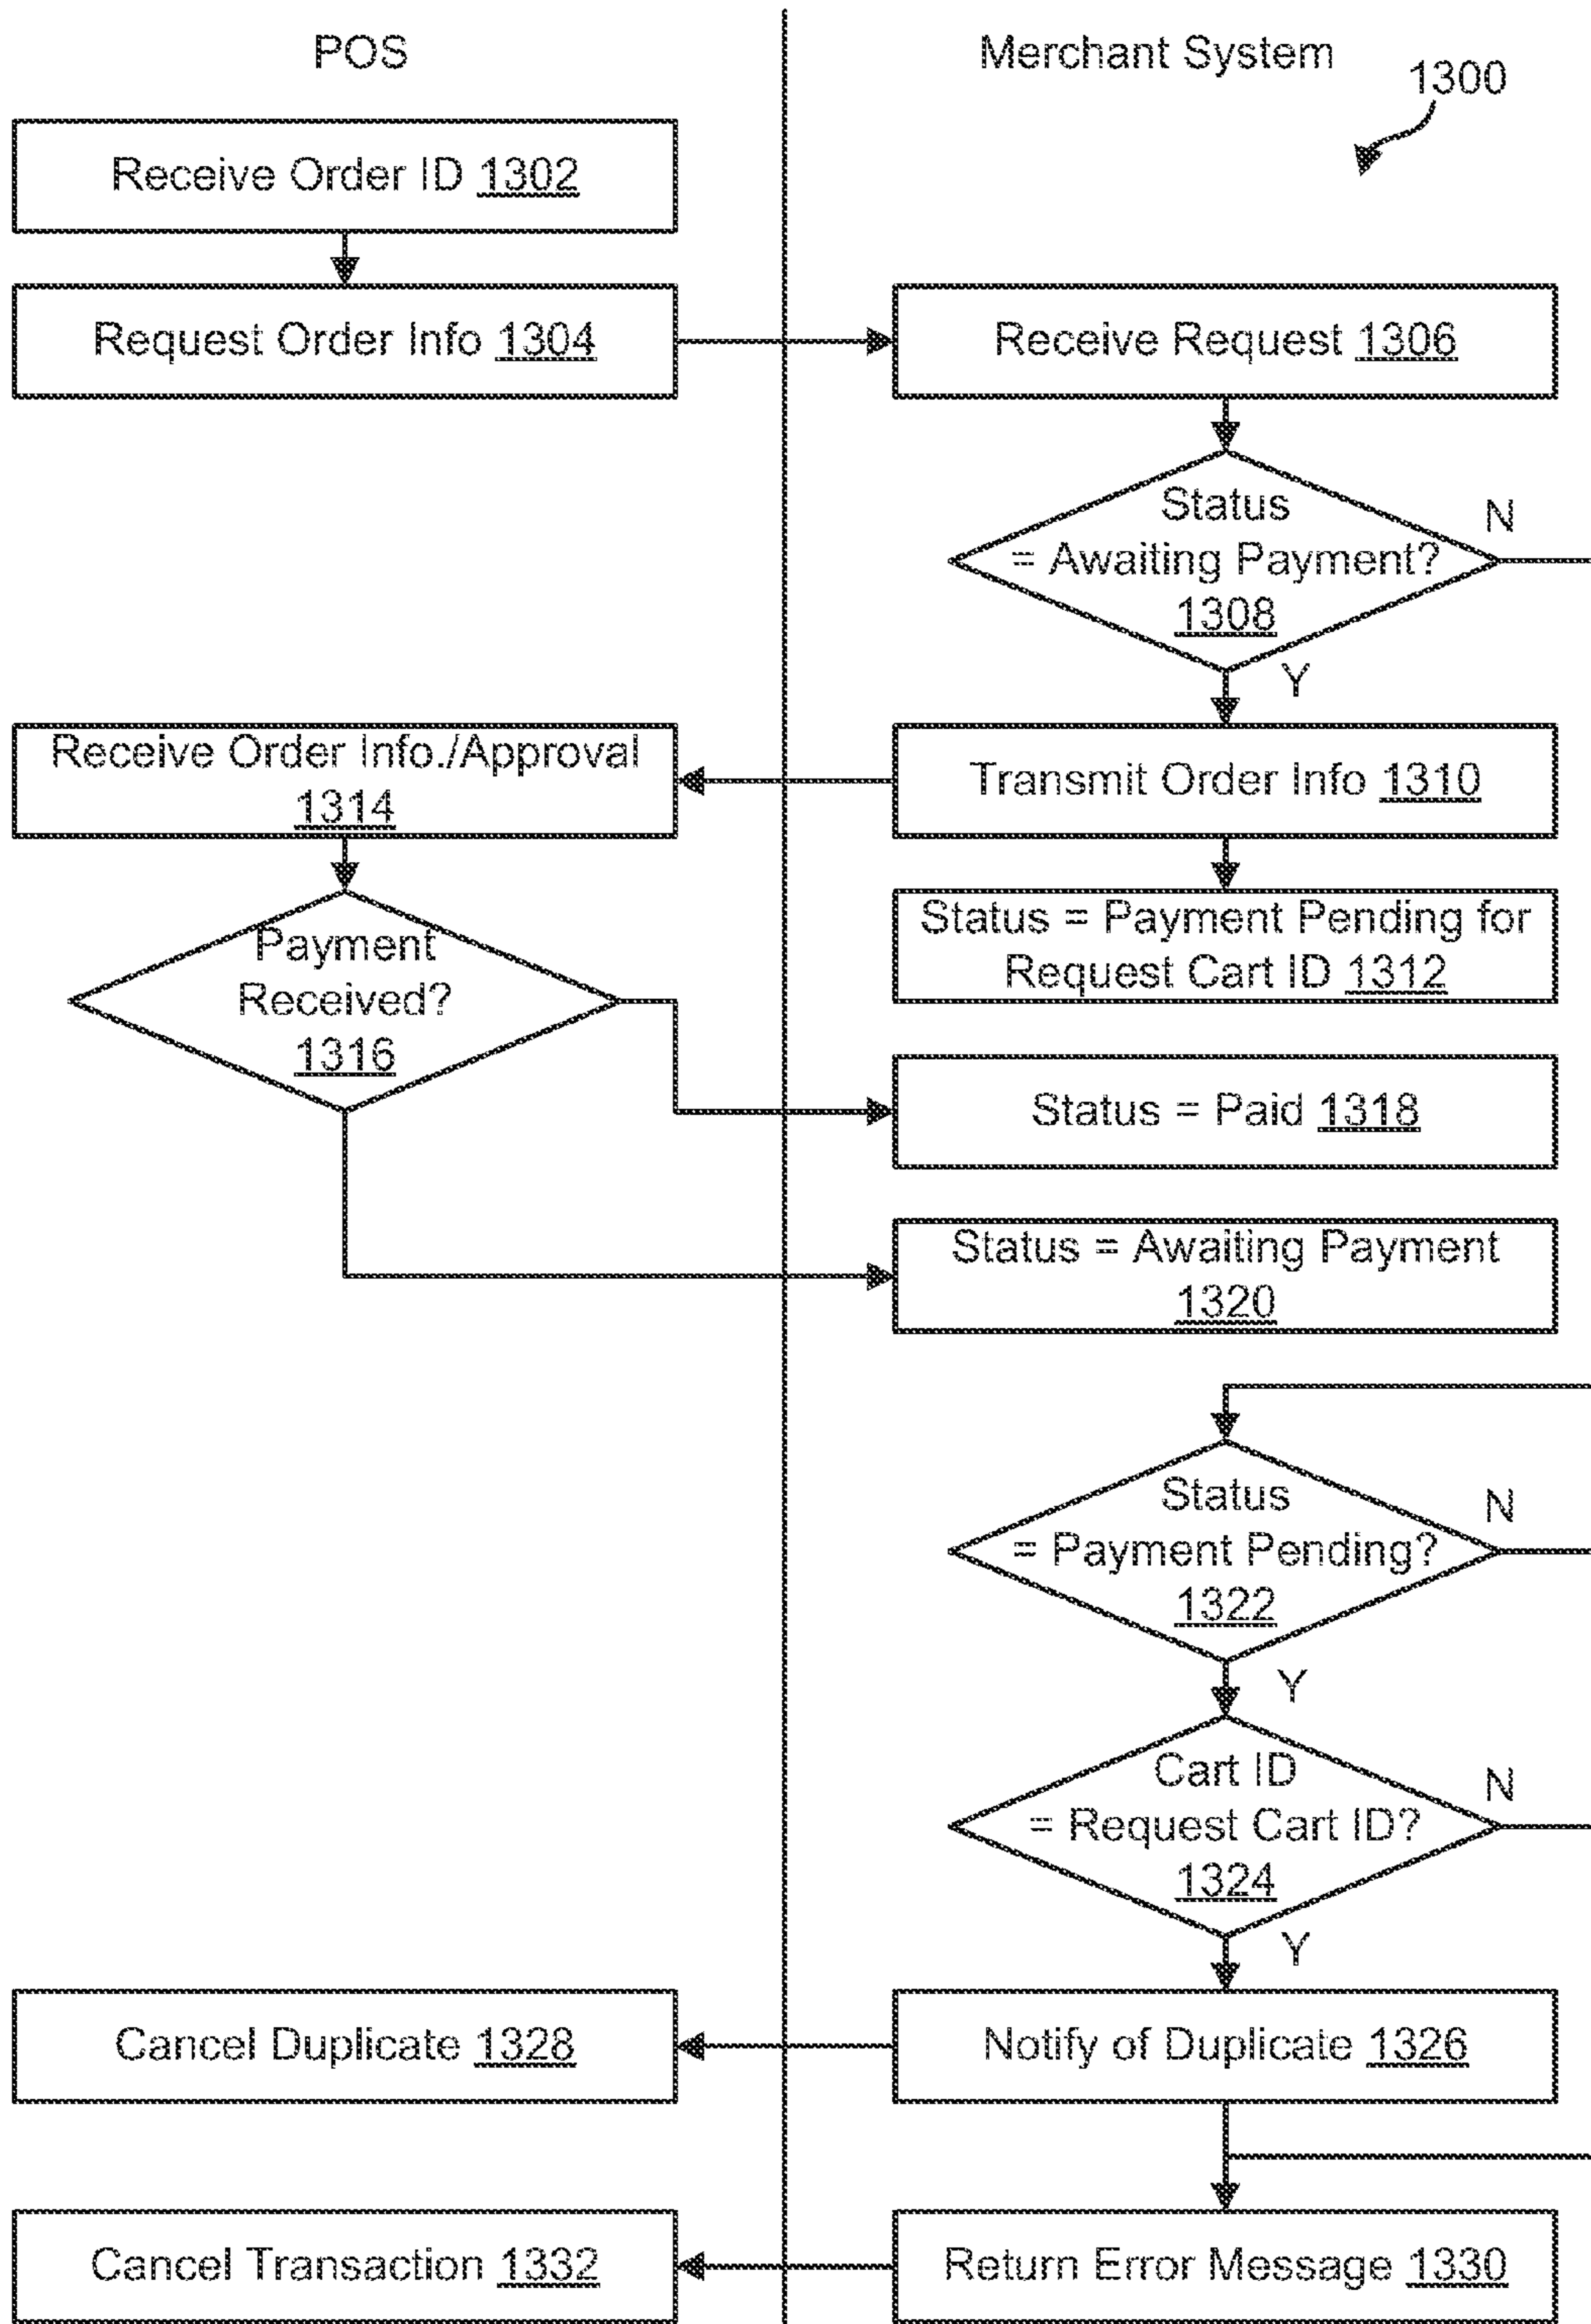 POS
Merchant System
1300
Receive Order ID 1302
Request Order Info 1304
Receive Request 1306
Status
= Awaiting Payment?
1308
N
Y
Receive Order Info./Approval
1314
Transmit Order Info 1310
Payment
Received?
1316
Status = Payment Pending for
Request Cart ID 1312
Status = Paid 1318
Status = Awaiting Payment
1320
Status
= Payment Pending?
1322
N
Y
Cart ID
= Request Cart ID?
1324
N
Y
Cancel Duplicate 1328
Notify of Duplicate 1326
Cancel Transaction 1332
Return Error Message 1330